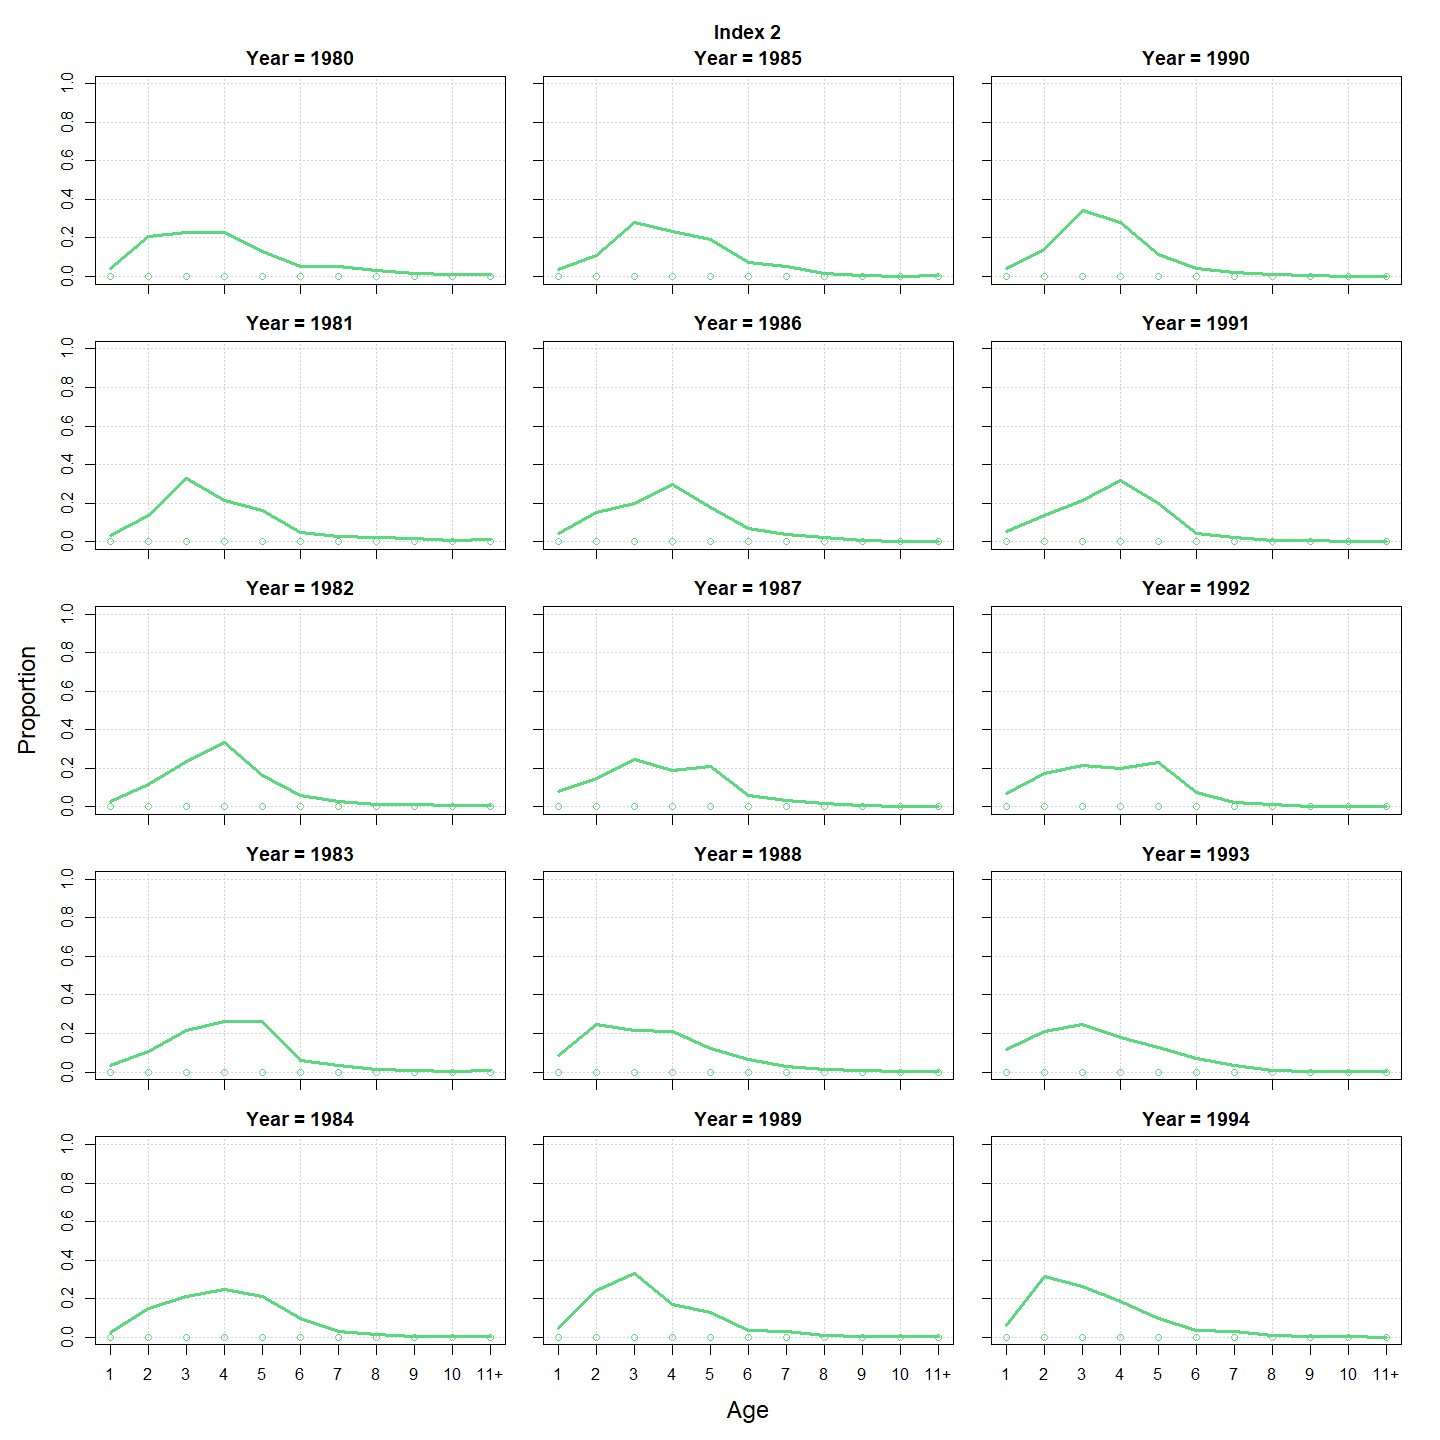 Index 2
Year = 1980
Year = 1985
Year = 1990
1.0
0.8
0.6
0.4
0.2
0.0
Year = 1981
Year = 1986
Year = 1991
1.0
0.8
0.6
0.4
0.2
0.0
Year = 1982
Year = 1987
Year = 1992
1.0
0.8
0.6
0.4
0.2
0.0
Proportion
Year = 1983
Year = 1988
Year = 1993
1.0
0.8
0.6
0.4
0.2
0.0
Year = 1984
Year = 1989
Year = 1994
1.0
0.8
0.6
0.4
0.2
0.0
1 2 3 4 5 6 7 8 9 10 11+
1 2 3 4 5 6 7 8 9 10 11+
1 2 3 4 5 6 7 8 9 10 11+
Age